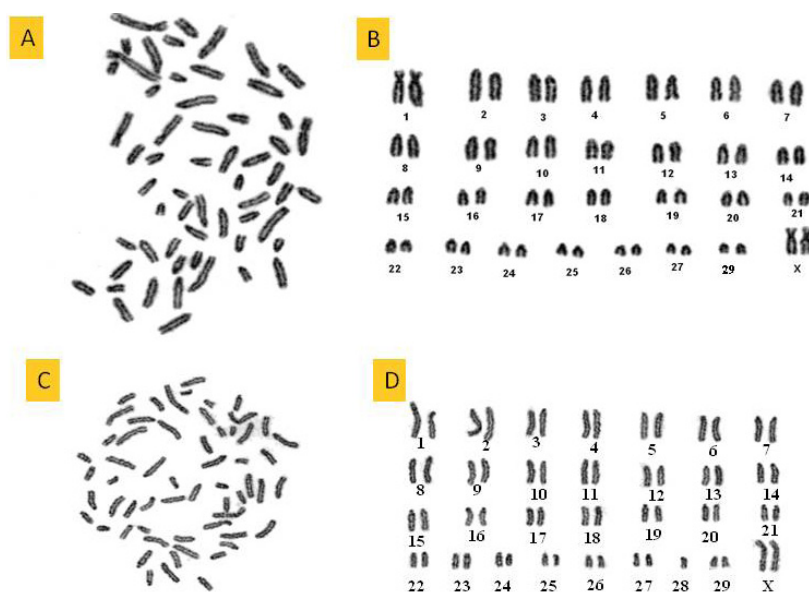 A
B
1 2 3 4 5 6 7
8 9 10 11 12 13 14
15 16 17 18 19 20 21
22 23 24 25 26 27 29 X
C
D
1 2 3 4 5 6 7
8 9 10 11 12 13 14
15 16 17 18 19 20 21
22 23 24 25 26 27 28 29 X